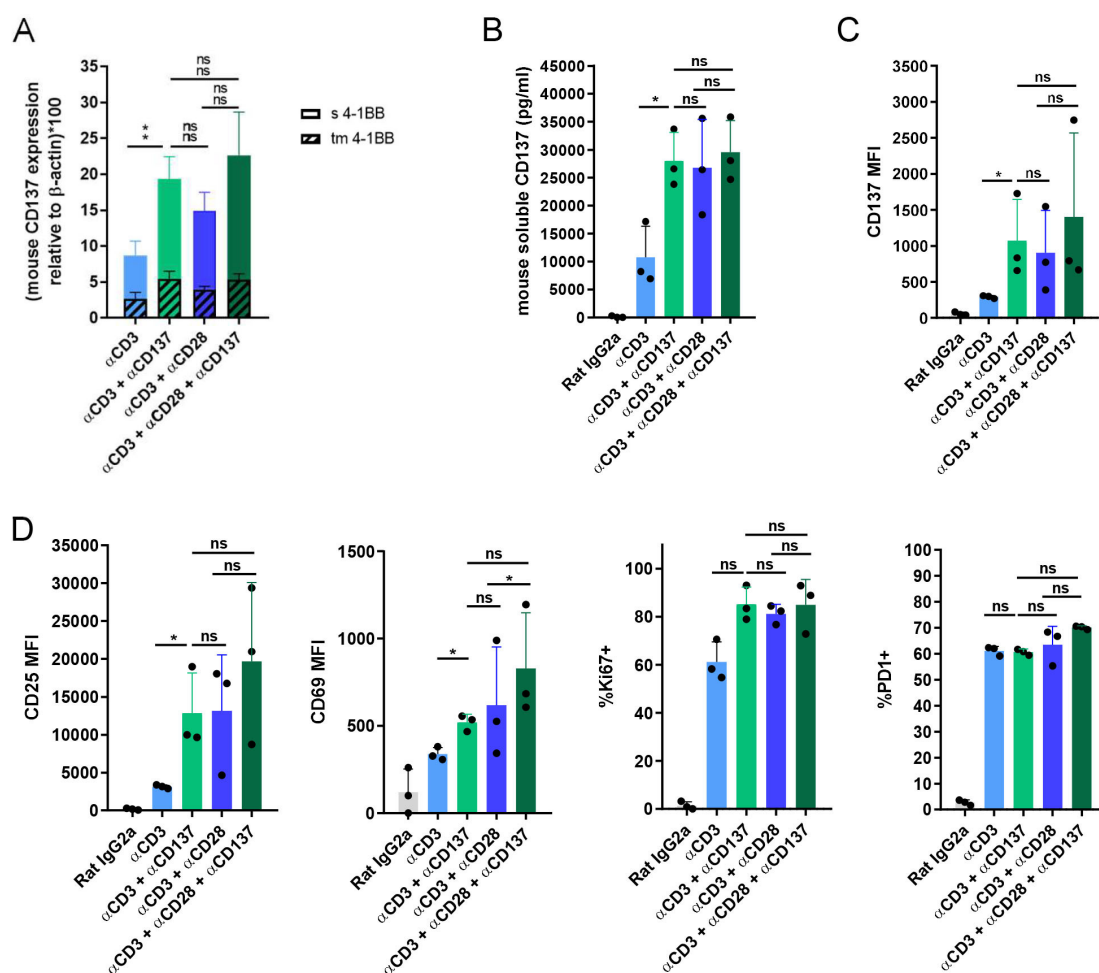 A
(mouse CD137 expression
relative to β-actin)*100
35
30
25
20
15
10
5
0
* *
ns ns
ns ns
ns ns
αCD3
αCD3 + αCD137
αCD3 + αCD28
αCD3 + αCD28 + αCD137
s 4-1BB
tm 4-1BB
B
mouse soluble CD137 (pg/ml)
45000
40000
35000
30000
25000
20000
15000
10000
5000
0
*
ns
ns
ns
Rat IgG2a
αCD3
αCD3 + αCD137
αCD3 + αCD28
αCD3 + αCD28 + αCD137
C
CD137 MFI
3500
3000
2500
2000
1500
1000
500
0
*
ns
ns
ns
Rat IgG2a
αCD3
αCD3 + αCD137
αCD3 + αCD28
αCD3 + αCD28 + αCD137
D
CD25 MFI
35000
30000
25000
20000
15000
10000
5000
0
*
ns
ns
ns
Rat IgG2a
αCD3
αCD3 + αCD137
αCD3 + αCD28
αCD3 + αCD28 + αCD137
CD69 MFI
1500
1000
500
0
*
ns
*
ns
Rat IgG2a
αCD3
αCD3 + αCD137
αCD3 + αCD28
αCD3 + αCD28 + αCD137
%Ki67+
100
80
60
40
20
0
ns
ns
ns
ns
Rat IgG2a
αCD3
αCD3 + αCD137
αCD3 + αCD28
αCD3 + αCD28 + αCD137
%PD1+
100
90
80
70
60
50
40
30
20
10
0
ns
ns
ns
ns
Rat IgG2a
αCD3
αCD3 + αCD137
αCD3 + αCD28
αCD3 + αCD28 + αCD137